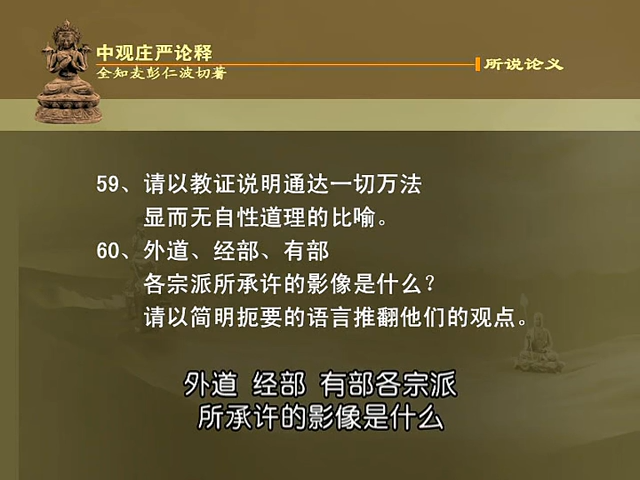 中观庄严论释
全知麦彭仁波切著
所说论义
59、请以教证说明通达一切万法
显而无自性道理的比喻。
60、外道、经部、有部
各宗派所承许的影像是什么？
请以简明扼要的语言推翻他们的观点。
外道 经部 有部各宗派
所承许的影像是什么